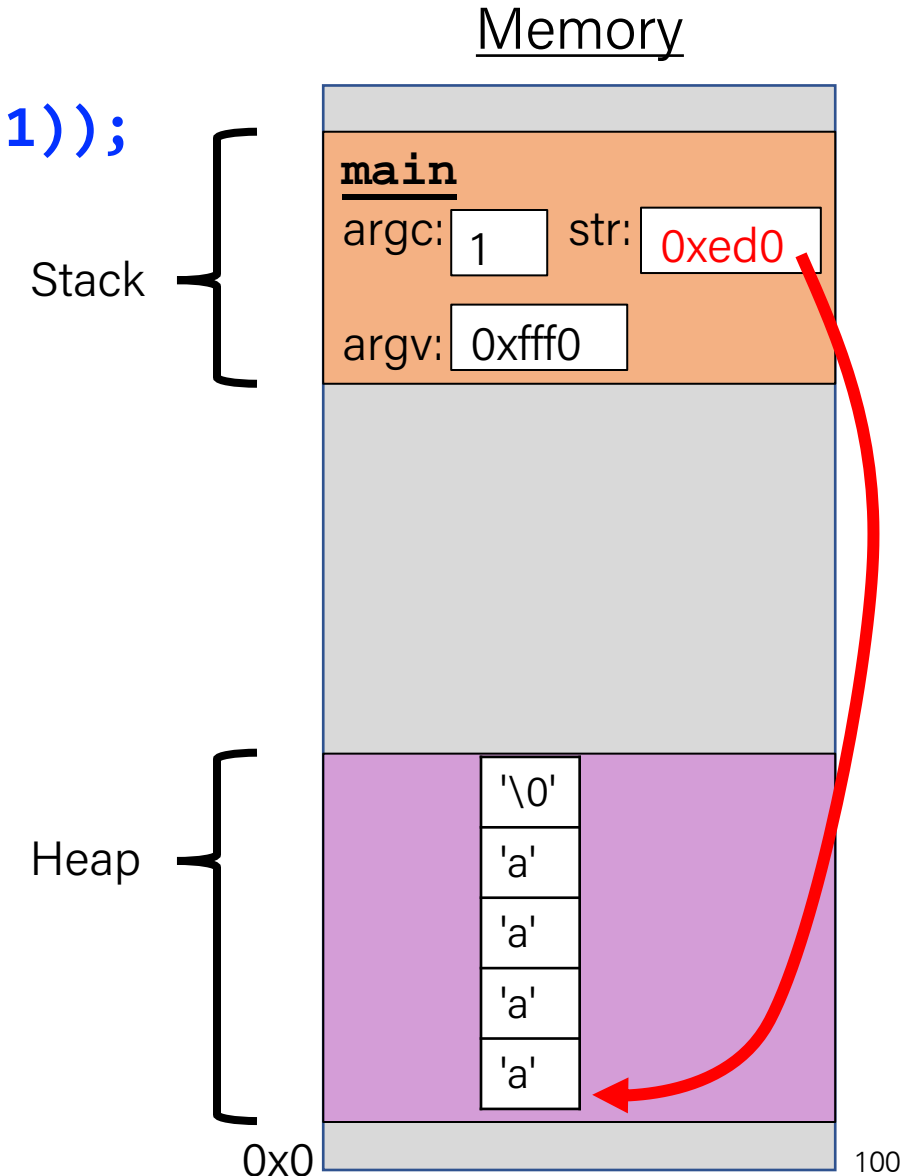 Memory
1));
main
argc: 1 str: 0xed0
Stack
argv: 0xfff0
'\0'
Heap
'a'
'a'
'a'
'a'
0x0
100